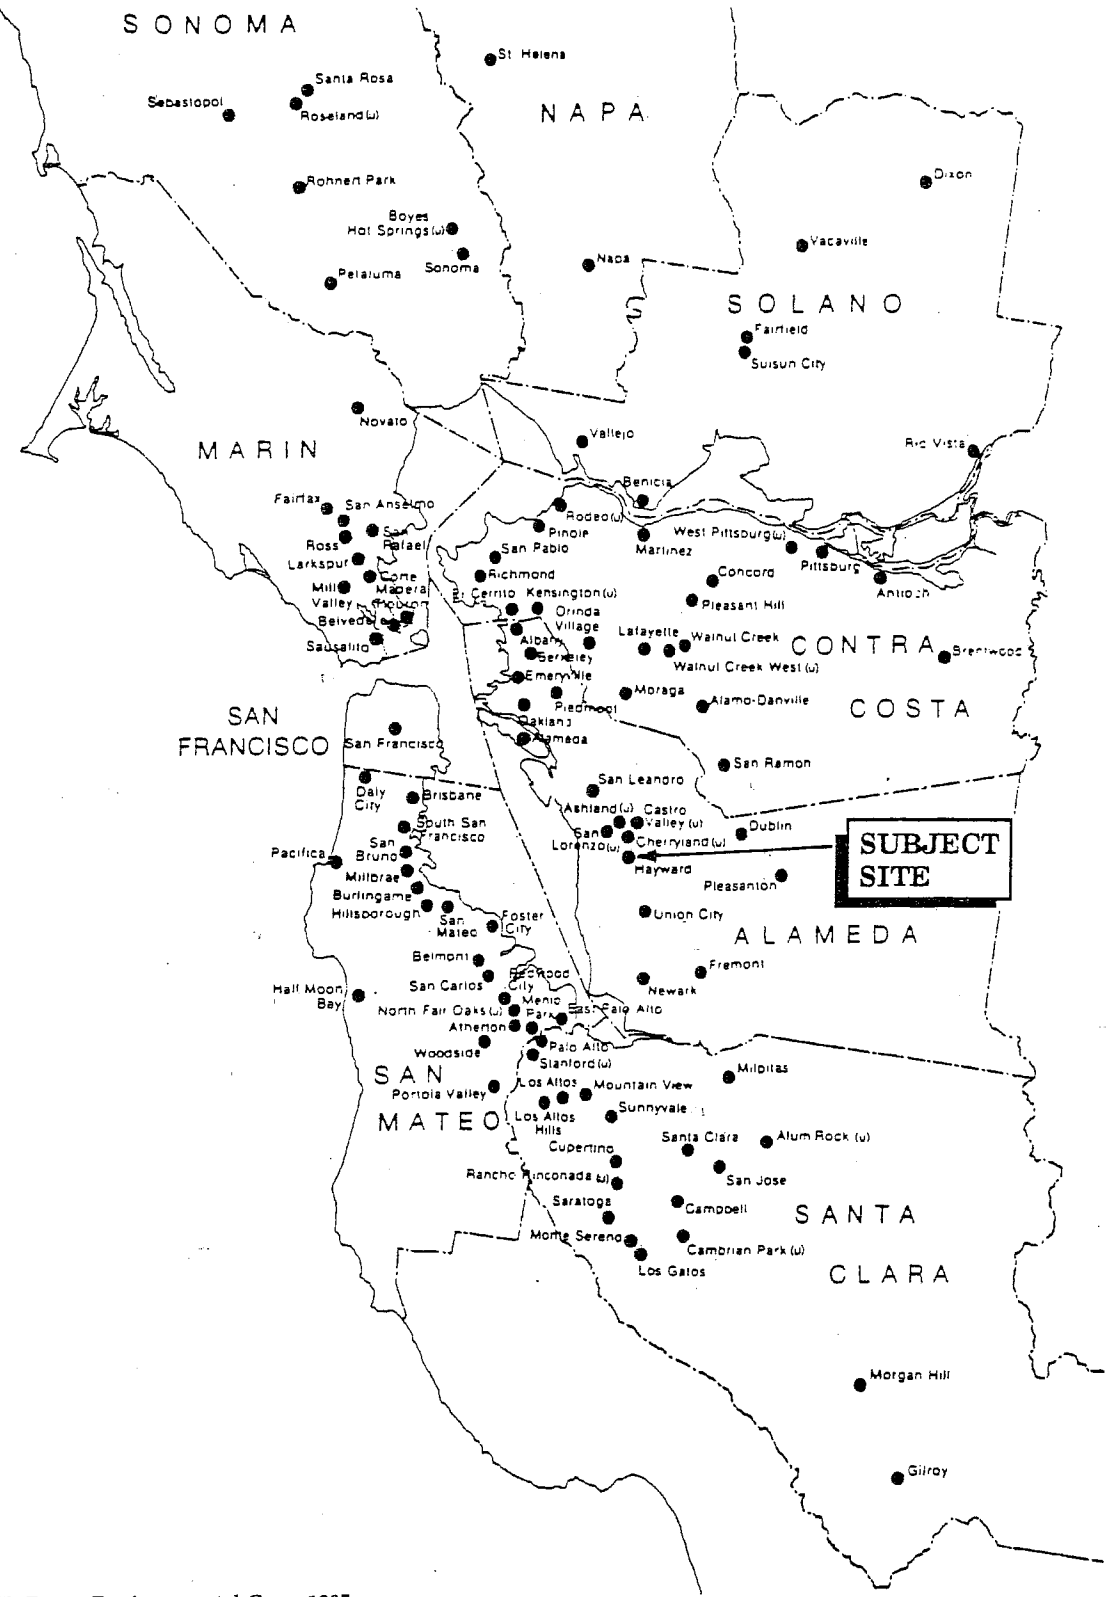 SONOMA
St Helena
Santa Rosa
Sebastopol
Roseland(u)
NAPA
Dixon
Rohnert Park
Boyes
Hot Springs(u)
Vacaville
Sonoma
Napa
Petaluma
SOLANO
Fairfield
Suisun City
Novato
Vallejo
MARIN
Rio Vista
Benicia
Fairfax
San Anselmo
Rodeo(u)
Ross
San
Rafael
Pinole
Martinez
West Pittsburg(u)
Pittsburg
Larkspur
San Pablo
Richmond
Concord
Antioch
Corte
Madera
Mill
Valley
El Cerrito
Kensington(u)
Pleasant Hill
Orinda
Village
Belvedere
Albany
Lafayette
Walnut Creek
CONTRA
Sausalito
Berkeley
Walnut Creek West(u)
Brentwood
Emeryville
Moraga
Alamo-Danville
Piedmont
COSTA
SAN
FRANCISCO
Oakland
San Francisco
Alameda
San Ramon
San Leandro
Daly
City
Brisbane
Ashland(u)
Castro
Valley(u)
Dublin
South San
Francisco
San
Lorenzo(u)
Cherryland(u)
SUBJECT
SITE
San
Bruno
Pacifica
Hayward
Millbrae
Pleasanton
Burlingame
Hillsborough
San
Mateo
Foster
City
Union City
ALAMEDA
Belmont
Fremont
San Carlos
Redwood
City
Newark
Half Moon
Bay
North Fair Oaks(u)
Menlo
Park
East Palo Alto
Atherton
Woodside
Palo Alto
Stanford(u)
SAN
MATEO
Milpitas
Portola Valley
Los Altos
Mountain View
Los Altos
Hills
Sunnyvale
Santa Clara
Alum Rock (u)
Cupertino
Rancho Rinconada (u)
San Jose
Saratoga
Campbell
SANTA
CLARA
Monte Sereno
Cambrian Park(u)
Los Gatos
Morgan Hill
Gilroy